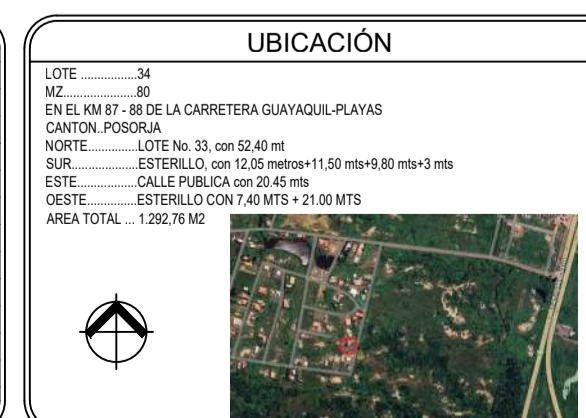 UBICACIÓN
LOTE .................34
MZ......................80
EN EL KM 87 - 88 DE LA CARRETERA GUAYAQUIL-PLAYAS
CANTON..POSORJA
NORTE...............LOTE No. 33, con 52,40 mt
SUR....................ESTERILLO, con 12,05 metros+11,50 mts+9,80 mts+3 mts
ESTE..................CALLE PUBLICA con 20.45 mts
OESTE...............ESTERILLO CON 7,40 MTS + 21.00 MTS
AREA TOTAL ... 1.292,76 M2